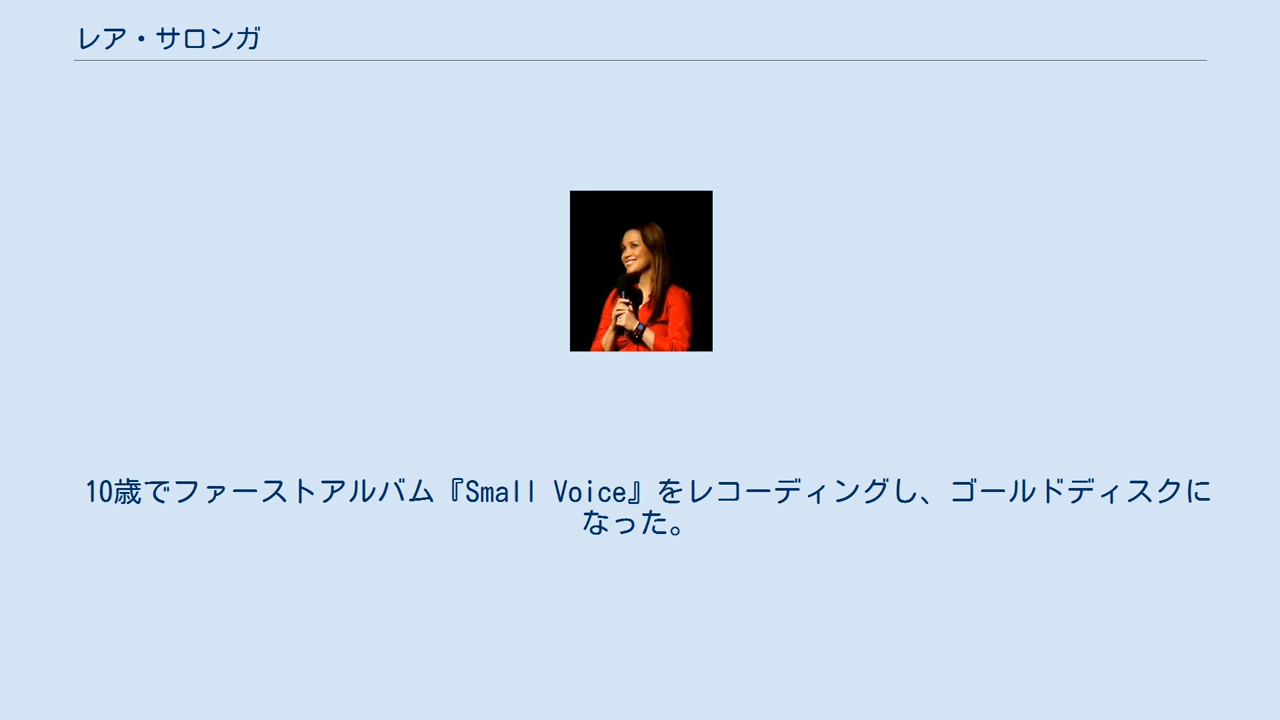 レア・サロンガ
10歳でファーストアルバム『Small Voice』をレコーディングし、ゴールドディスクに
なった。